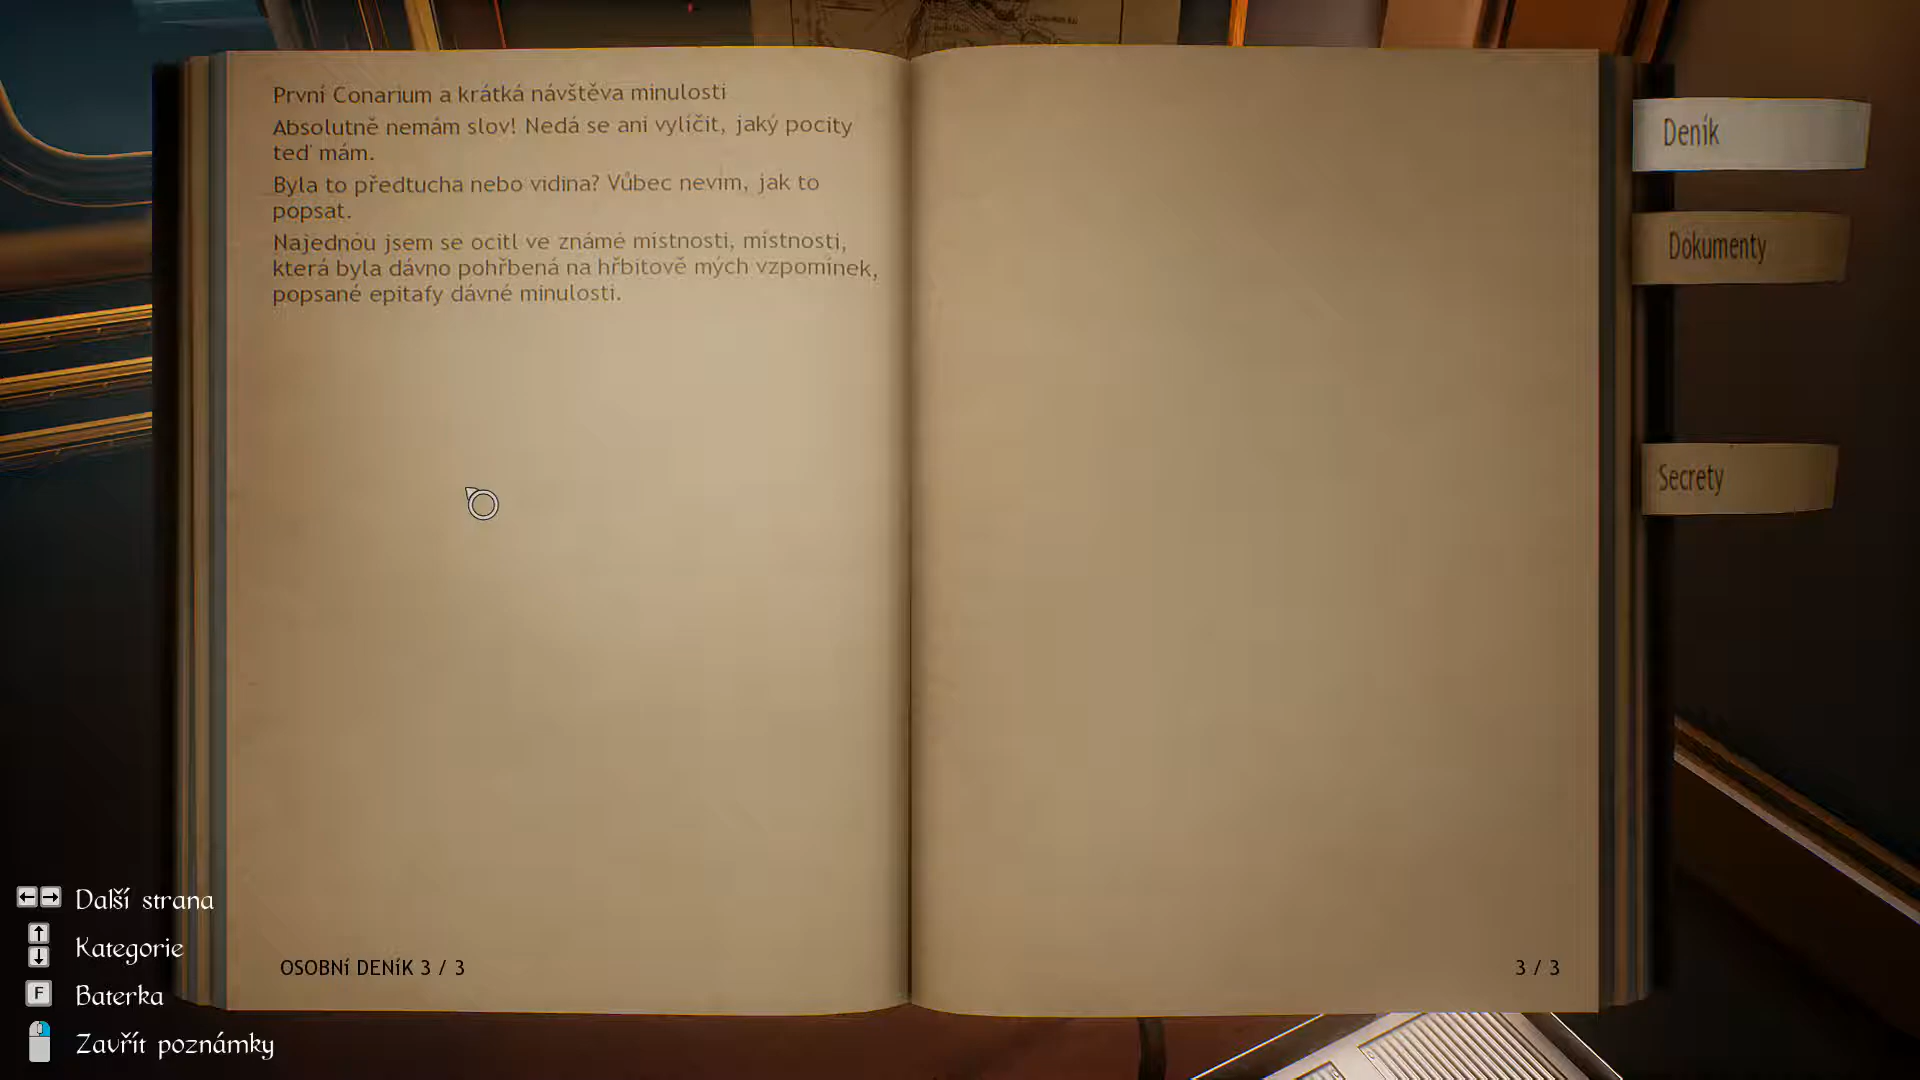 První Conarium a krátká návštěva minulosti
Absolutně nemám slov! Nedá se ani vylíčit, jaký pocity
teď mám.
Byla to předtucha nebo vidina? Vůbec nevím, jak to
popsat.
Najednou jsem se ocitl ve známé místnosti, místnosti,
která byla dávno pohřbená na hřbitově mých vzpomínek,
popsané epitafy dávné minulosti.
OSOBNí DENíK 3 / 3
3 / 3
Deník
Dokumenty
Secrety
Další strana
Kategorie
F
Baterka
Zavřít poznámky